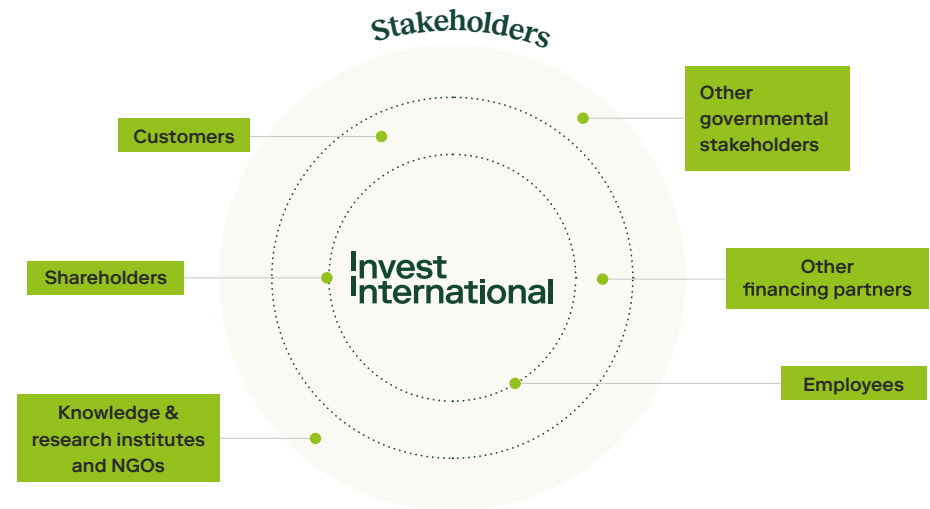 Stakeholders
Other
governmental
stakeholders
Customers
Invest
International
Shareholders
Other
financing partners
Employees
Knowledge &
research institutes
and NGOs